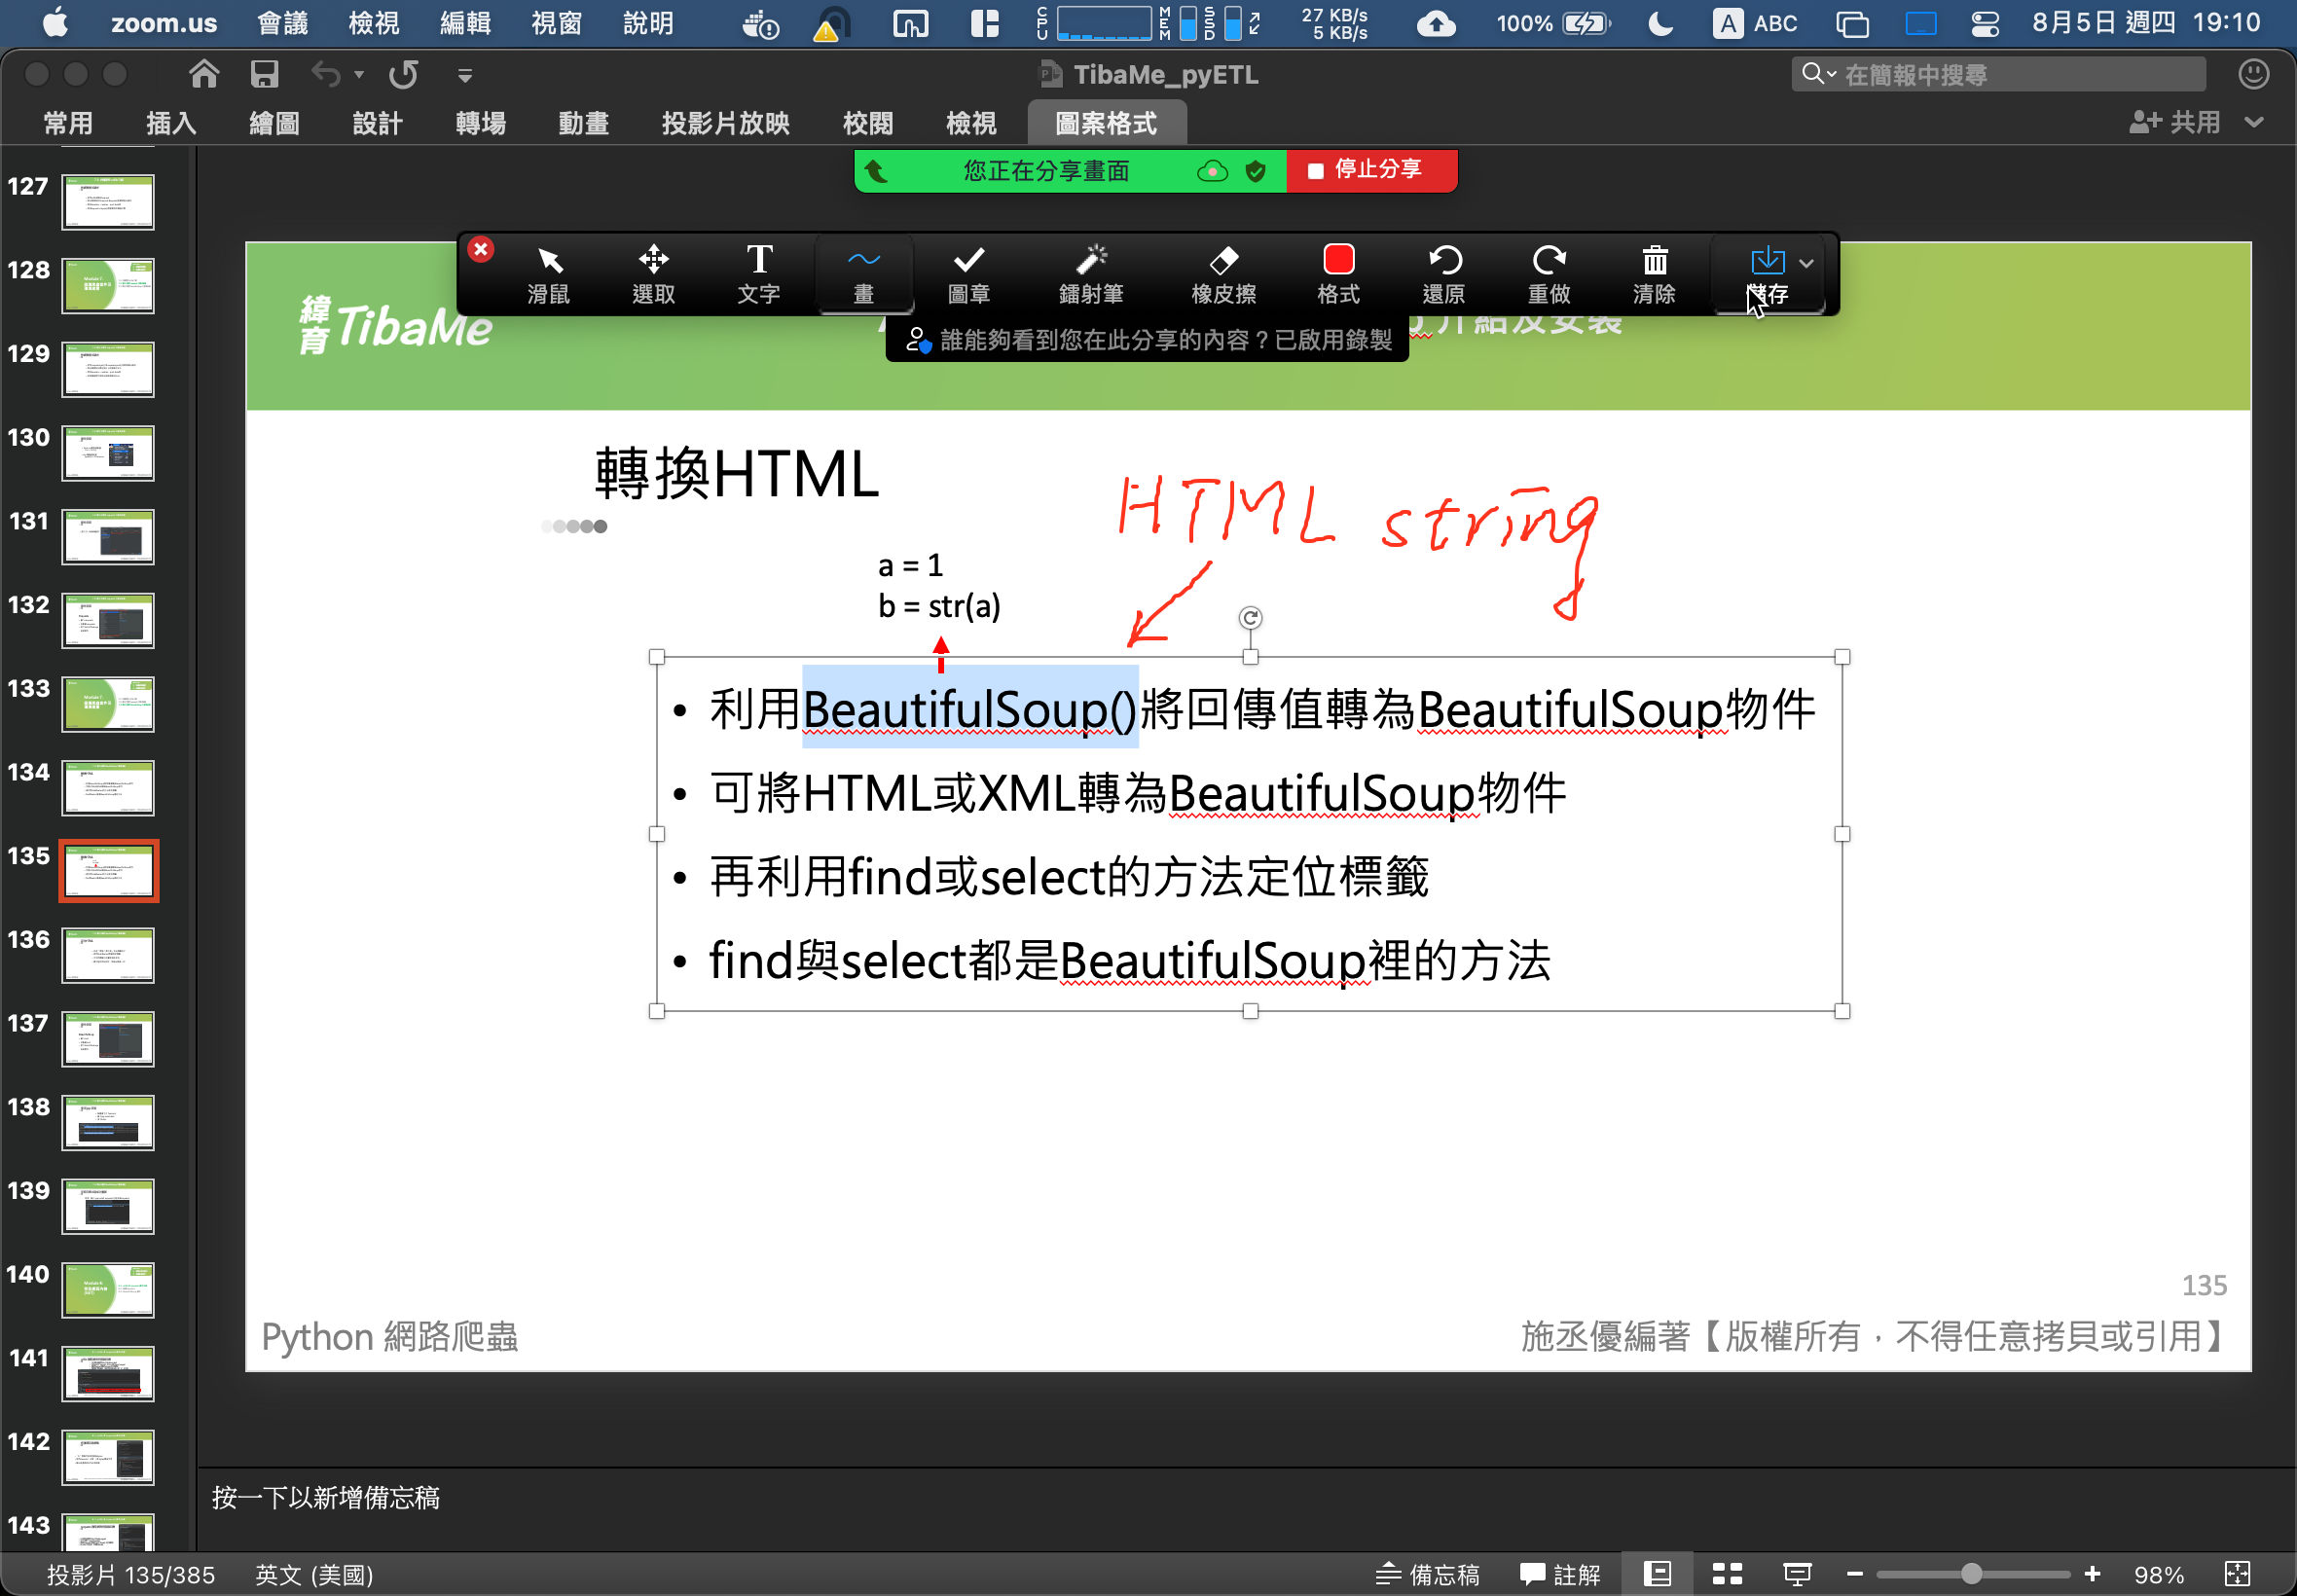 zoom.us 會議 檢視 編輯 視窗 說明
CPU MEM SSD 27 KB/s 5 KB/s 100% A ABC 8月5日 週四 19:10
TibaMe_pyETL
在簡報中搜尋
常用 插入 繪圖 設計 轉場 動畫 投影片放映 校閱 檢視 圖案格式 共用
您正在分享畫面 停止分享
滑鼠 選取 文字 畫 圖章 鐳射筆 橡皮擦 格式 還原 重做 清除 儲存
誰能夠看到您在此分享的內容？已啟用錄製
緯育 TibaMe
介紹及安裝
轉換HTML
HTML string
a = 1
b = str(a)
• 利用BeautifulSoup()將回傳值轉為BeautifulSoup物件
• 可將HTML或XML轉為BeautifulSoup物件
• 再利用find或select的方法定位標籤
• find與select都是BeautifulSoup裡的方法
135
Python 網路爬蟲
施丞優編著【版權所有，不得任意拷貝或引用】
127
128
129
130
131
132
133
134
135
136
137
138
139
140
141
142
143
按一下以新增備忘稿
投影片 135/385 英文 (美國) 備忘稿 註解 98%